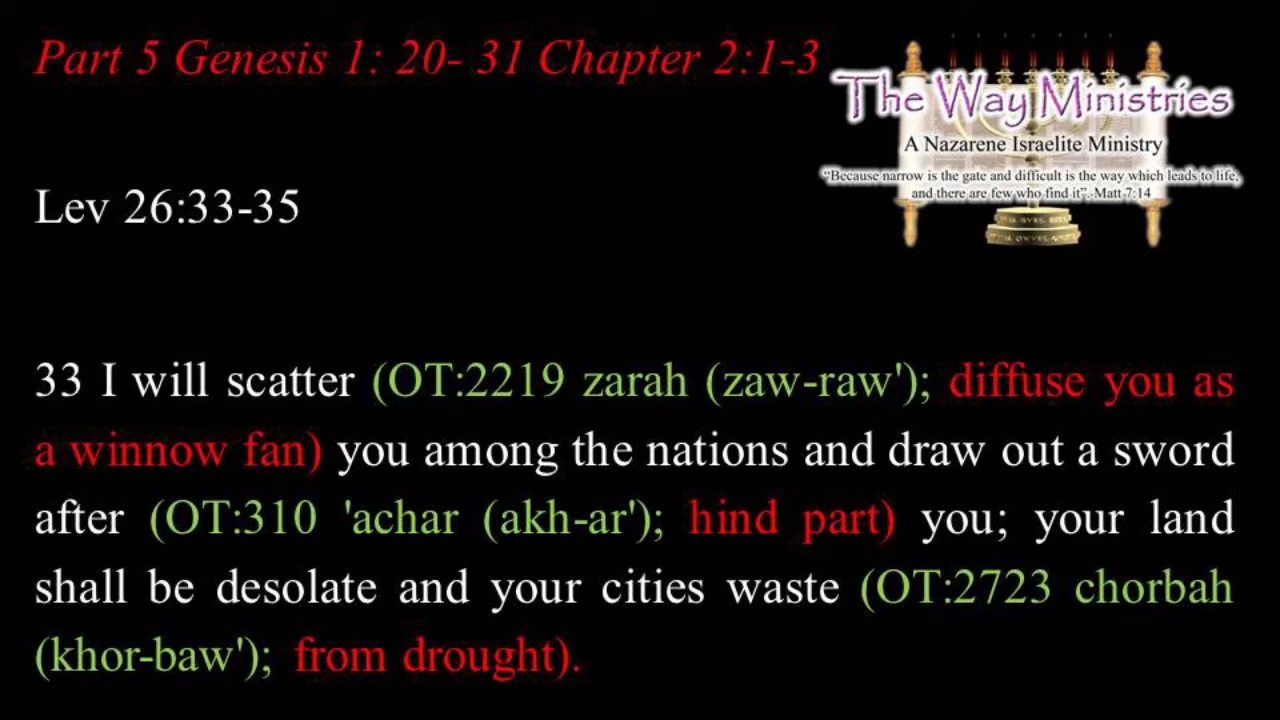 Part 5 Genesis 1: 20- 31 Chapter 2:1-3
The Way Ministries
A Nazarene Israelite Ministry
“Because narrow is the gate and difficult is the way which leads to life,
and there are few who find it”. Matt 7:14
Lev 26:33-35
33 I will scatter (OT:2219 zarah (zaw-raw'); diffuse you as
a winnow fan) you among the nations and draw out a sword
after (OT:310 'achar (akh-ar'); hind part) you; your land
shall be desolate and your cities waste (OT:2723 chorbah
(khor-baw'); from drought).